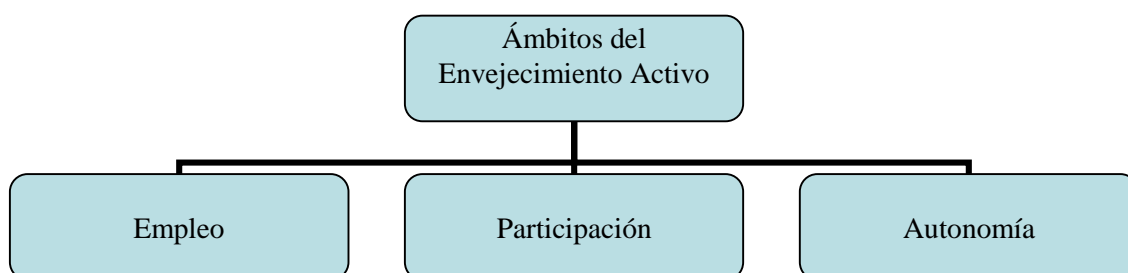 Ámbitos del
Envejecimiento Activo
Empleo
Participación
Autonomía